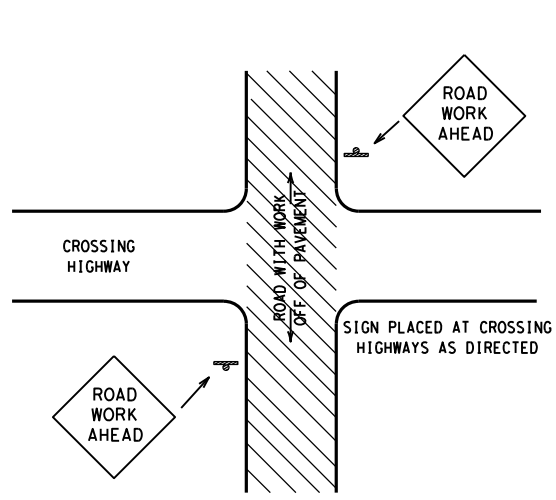 ROAD
WORK
AHEAD
CROSSING
HIGHWAY
ROAD WITH WORK
OFF OF PAVEMENT
SIGN PLACED AT CROSSING
HIGHWAYS AS DIRECTED
ROAD
WORK
AHEAD